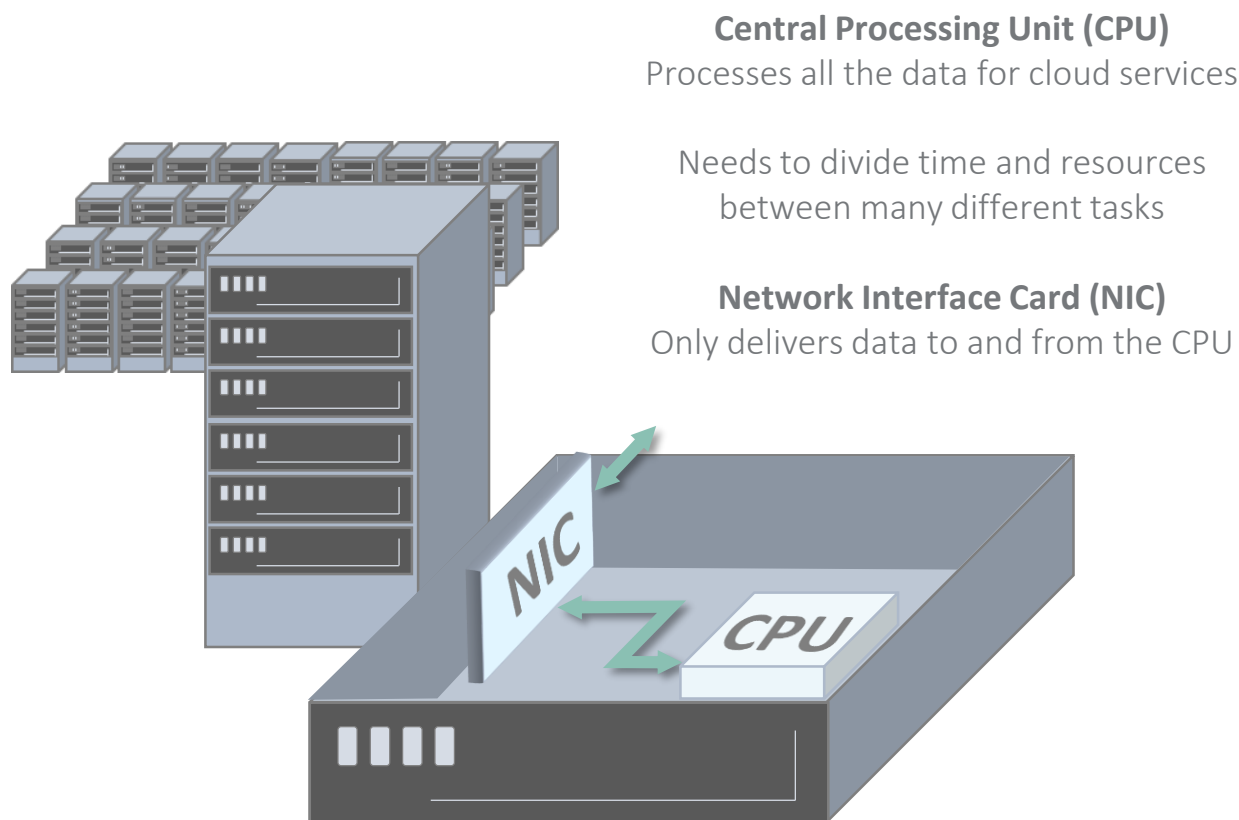 Central Processing Unit (CPU)
Processes all the data for cloud services
Needs to divide time and resources
between many different tasks
Network Interface Card (NIC)
Only delivers data to and from the CPU
NIC
CPU